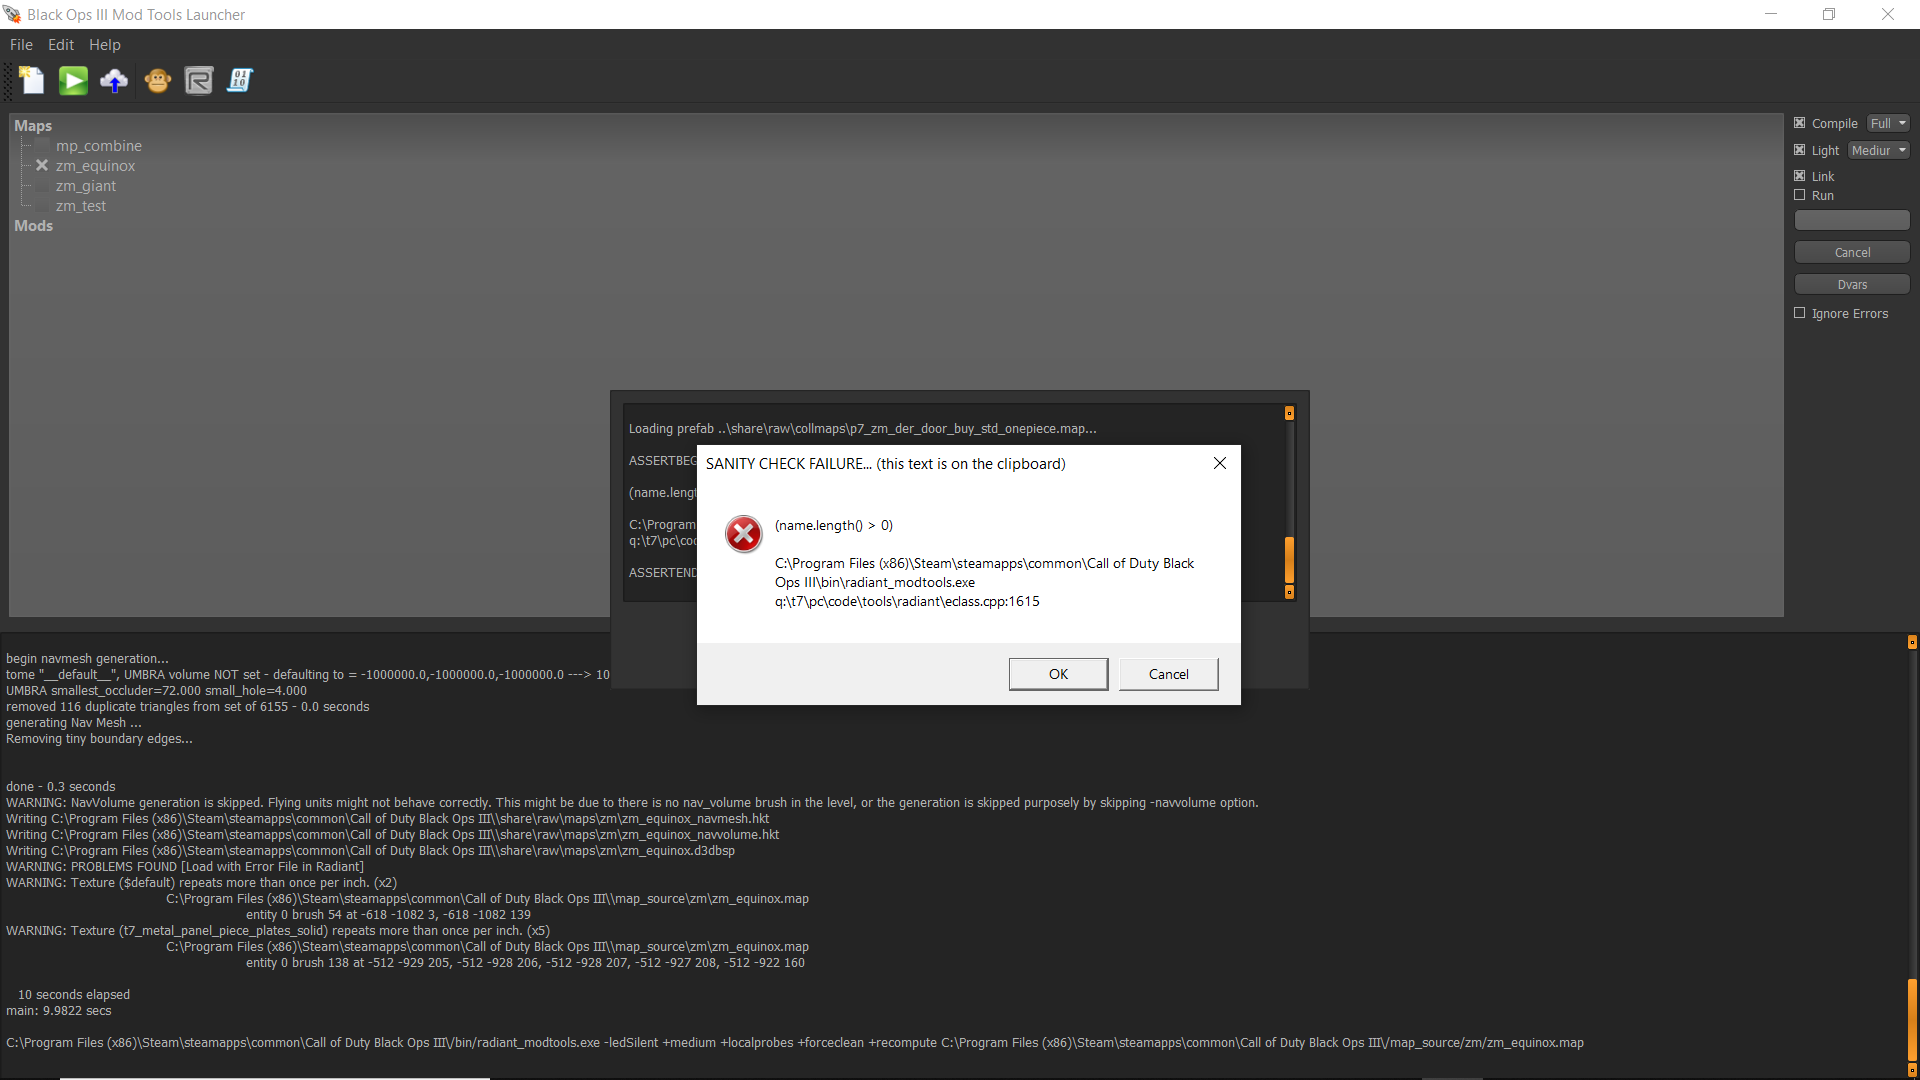 Black Ops III Mod Tools Launcher
File Edit Help
Maps
mp_combine
zm_equinox
zm_giant
zm_test
Mods
Compile Full
Light Mediur
Link
Run
Cancel
Dvars
Ignore Errors
Loading prefab ..\share\raw\collmaps\p7_zm_der_door_buy_std_onepiece.map...
ASSERTBEG
(name.lengt
C:\Program
q:\t7\pc\co
ASSERTEND
SANITY CHECK FAILURE... (this text is on the clipboard)
(name.length() > 0)
C:\Program Files (x86)\Steam\steamapps\common\Call of Duty Black
Ops III\bin\radiant_modtools.exe
q:\t7\pc\code\tools\radiant\eclass.cpp:1615
OK Cancel
begin navmesh generation...
tome "__default__", UMBRA volume NOT set - defaulting to = -1000000.0,-1000000.0,-1000000.0 ---> 10
UMBRA smallest_occluder=72.000 small_hole=4.000
removed 116 duplicate triangles from set of 6155 - 0.0 seconds
generating Nav Mesh ...
Removing tiny boundary edges...
done - 0.3 seconds
WARNING: NavVolume generation is skipped. Flying units might not behave correctly. This might be due to there is no nav_volume brush in the level, or the generation is skipped purposely by skipping -navvolume option.
Writing C:\Program Files (x86)\Steam\steamapps\common\Call of Duty Black Ops III\\share\raw\maps\zm\zm_equinox_navmesh.hkt
Writing C:\Program Files (x86)\Steam\steamapps\common\Call of Duty Black Ops III\\share\raw\maps\zm\zm_equinox_navvolume.hkt
Writing C:\Program Files (x86)\Steam\steamapps\common\Call of Duty Black Ops III\\share\raw\maps\zm\zm_equinox.d3dbsp
WARNING: PROBLEMS FOUND [Load with Error File in Radiant]
WARNING: Texture ($default) repeats more than once per inch. (x2)
C:\Program Files (x86)\Steam\steamapps\common\Call of Duty Black Ops III\\map_source\zm\zm_equinox.map
entity 0 brush 54 at -618 -1082 3, -618 -1082 139
WARNING: Texture (t7_metal_panel_piece_plates_solid) repeats more than once per inch. (x5)
C:\Program Files (x86)\Steam\steamapps\common\Call of Duty Black Ops III\\map_source\zm\zm_equinox.map
entity 0 brush 138 at -512 -929 205, -512 -928 206, -512 -928 207, -512 -927 208, -512 -922 160
10 seconds elapsed
main: 9.9822 secs
C:\Program Files (x86)\Steam\steamapps\common\Call of Duty Black Ops III\/bin/radiant_modtools.exe -ledSilent +medium +localprobes +forceclean +recompute C:\Program Files (x86)\Steam\steamapps\common\Call of Duty Black Ops III\/map_source/zm/zm_equinox.map